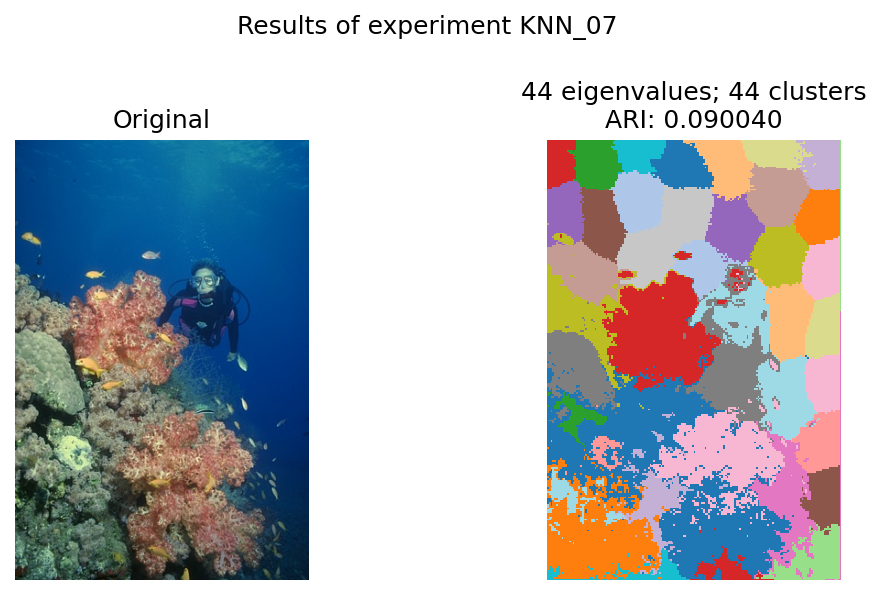 Results of experiment KNN_07
Original
44 eigenvalues; 44 clusters
ARI: 0.090040